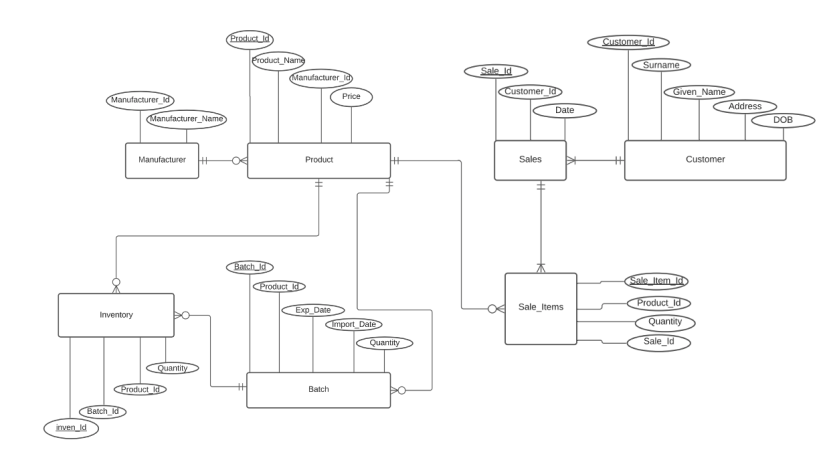 Product_Id
Customer_Id
Product_Name
Surname
Sale_Id
Manufacturer_Id
Customer_Id
Given_Name
Manufacturer_Id
Price
Date
Address
Manufacturer_Name
DOB
Manufacturer
Product
Sales
Customer
Batch_Id
Product_Id
Sale_Item_Id
Exp_Date
Product_Id
Inventory
Sale_Items
Import_Date
Quantity
Quantity
Sale_Id
Quantity
Product_Id
Batch
Batch_Id
inven_Id